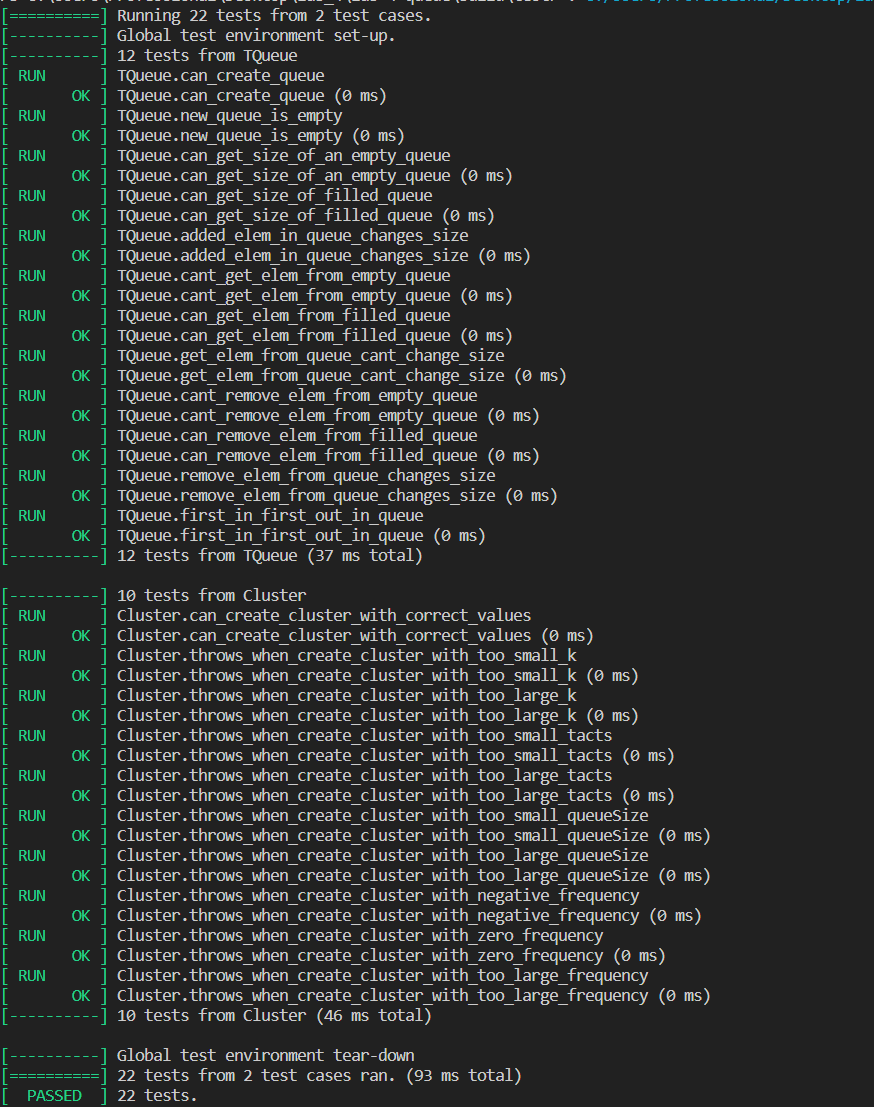 [==========] Running 22 tests from 2 test cases.
[----------] Global test environment set-up.
[----------] 12 tests from TQueue
[ RUN      ] TQueue.can_create_queue
[       OK ] TQueue.can_create_queue (0 ms)
[ RUN      ] TQueue.new_queue_is_empty
[       OK ] TQueue.new_queue_is_empty (0 ms)
[ RUN      ] TQueue.can_get_size_of_an_empty_queue
[       OK ] TQueue.can_get_size_of_an_empty_queue (0 ms)
[ RUN      ] TQueue.can_get_size_of_filled_queue
[       OK ] TQueue.can_get_size_of_filled_queue (0 ms)
[ RUN      ] TQueue.added_elem_in_queue_changes_size
[       OK ] TQueue.added_elem_in_queue_changes_size (0 ms)
[ RUN      ] TQueue.cant_get_elem_from_empty_queue
[       OK ] TQueue.cant_get_elem_from_empty_queue (0 ms)
[ RUN      ] TQueue.can_get_elem_from_filled_queue
[       OK ] TQueue.can_get_elem_from_filled_queue (0 ms)
[ RUN      ] TQueue.get_elem_from_queue_cant_change_size
[       OK ] TQueue.get_elem_from_queue_cant_change_size (0 ms)
[ RUN      ] TQueue.cant_remove_elem_from_empty_queue
[       OK ] TQueue.cant_remove_elem_from_empty_queue (0 ms)
[ RUN      ] TQueue.can_remove_elem_from_filled_queue
[       OK ] TQueue.can_remove_elem_from_filled_queue (0 ms)
[ RUN      ] TQueue.remove_elem_from_queue_changes_size
[       OK ] TQueue.remove_elem_from_queue_changes_size (0 ms)
[ RUN      ] TQueue.first_in_first_out_in_queue
[       OK ] TQueue.first_in_first_out_in_queue (0 ms)
[----------] 12 tests from TQueue (37 ms total)
[----------] 10 tests from Cluster
[ RUN      ] Cluster.can_create_cluster_with_correct_values
[       OK ] Cluster.can_create_cluster_with_correct_values (0 ms)
[ RUN      ] Cluster.throws_when_create_cluster_with_too_small_k
[       OK ] Cluster.throws_when_create_cluster_with_too_small_k (0 ms)
[ RUN      ] Cluster.throws_when_create_cluster_with_too_large_k
[       OK ] Cluster.throws_when_create_cluster_with_too_large_k (0 ms)
[ RUN      ] Cluster.throws_when_create_cluster_with_too_small_tacts
[       OK ] Cluster.throws_when_create_cluster_with_too_small_tacts (0 ms)
[ RUN      ] Cluster.throws_when_create_cluster_with_too_large_tacts
[       OK ] Cluster.throws_when_create_cluster_with_too_large_tacts (0 ms)
[ RUN      ] Cluster.throws_when_create_cluster_with_too_small_queueSize
[       OK ] Cluster.throws_when_create_cluster_with_too_small_queueSize (0 ms)
[ RUN      ] Cluster.throws_when_create_cluster_with_too_large_queueSize
[       OK ] Cluster.throws_when_create_cluster_with_too_large_queueSize (0 ms)
[ RUN      ] Cluster.throws_when_create_cluster_with_negative_frequency
[       OK ] Cluster.throws_when_create_cluster_with_negative_frequency (0 ms)
[ RUN      ] Cluster.throws_when_create_cluster_with_zero_frequency
[       OK ] Cluster.throws_when_create_cluster_with_zero_frequency (0 ms)
[ RUN      ] Cluster.throws_when_create_cluster_with_too_large_frequency
[       OK ] Cluster.throws_when_create_cluster_with_too_large_frequency (0 ms)
[----------] 10 tests from Cluster (46 ms total)
[----------] Global test environment tear-down
[==========] 22 tests from 2 test cases ran. (93 ms total)
[  PASSED  ] 22 tests.